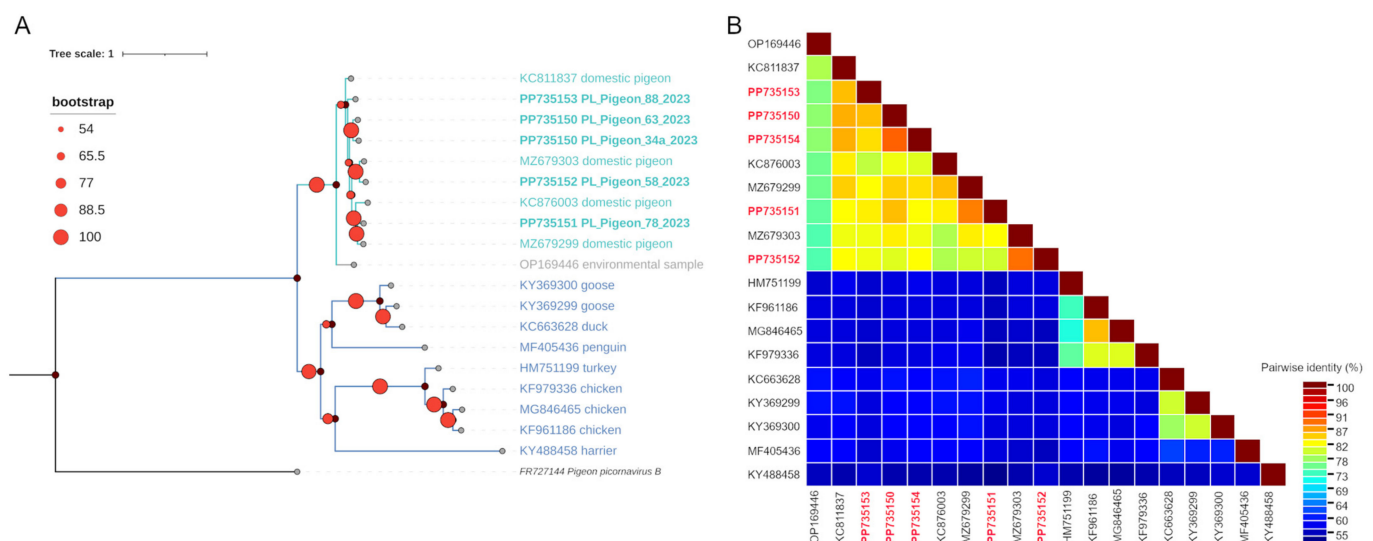 A
Tree scale: 1
bootstrap
54
65.5
77
88.5
100
KC811837 domestic pigeon
PP735153 PL_Pigeon_88_2023
PP735150 PL_Pigeon_63_2023
PP735150 PL_Pigeon_34a_2023
MZ679303 domestic pigeon
PP735152 PL_Pigeon_58_2023
KC876003 domestic pigeon
PP735151 PL_Pigeon_78_2023
MZ679299 domestic pigeon
OP169446 environmental sample
KY369300 goose
KY369299 goose
KC663628 duck
MF405436 penguin
HM751199 turkey
KF979336 chicken
MG846465 chicken
KF961186 chicken
KY488458 harrier
FR727144 Pigeon picornavirus B
B
OP169446
KC811837
PP735153
PP735150
PP735154
KC876003
MZ679299
PP735151
MZ679303
PP735152
HM751199
KF961186
MG846465
KF979336
KC663628
KY369299
KY369300
MF405436
KY488458
OP169446
KC811837
PP735153
PP735150
PP735154
KC876003
MZ679299
PP735151
MZ679303
PP735152
HM751199
KF961186
MG846465
KF979336
KC663628
KY369299
KY369300
MF405436
KY488458
Pairwise identity (%)
100
96
91
87
82
78
73
69
64
60
55